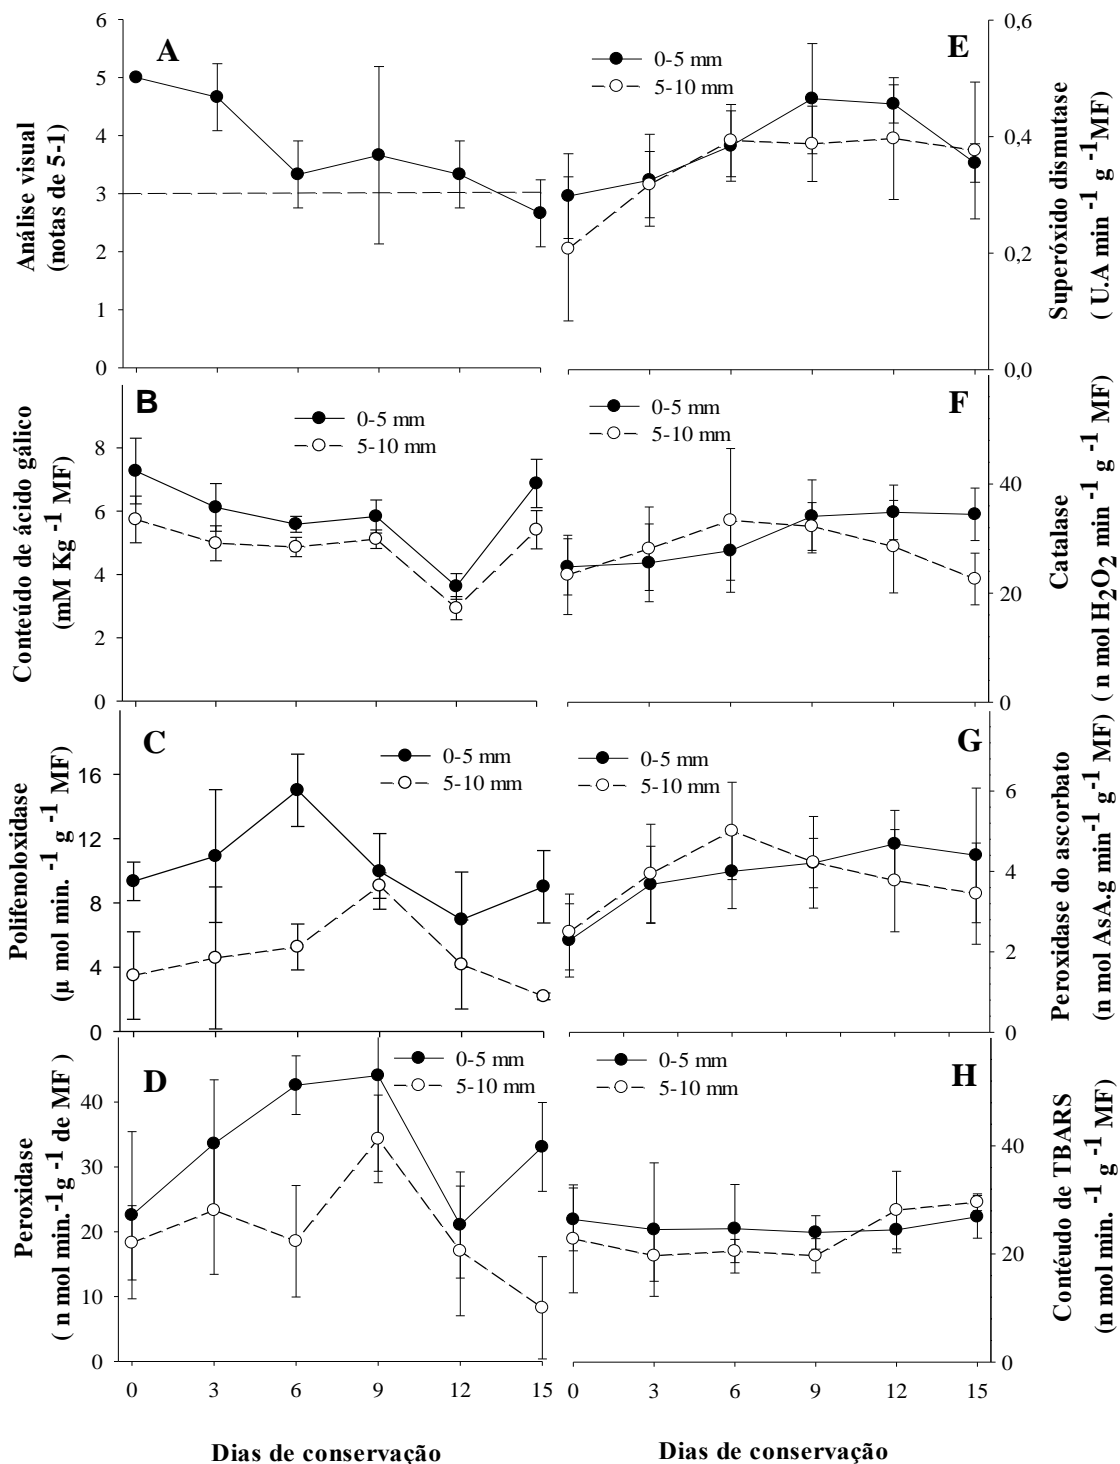 A
Análise visual
(notas de 5-1)
6
5
4
3
2
1
0
E
0-5 mm
5-10 mm
0,6
0,4
0,2
0,0
Superóxido dismutase
( U.A min -1 g -1MF)
B
0-5 mm
5-10 mm
Conteúdo de ácido gálico
(mM Kg -1 MF)
8
6
4
2
0
F
0-5 mm
5-10 mm
40
20
0
Catalase
( n mol H2O2 min-1 g -1 MF)
C
0-5 mm
5-10 mm
Polifenoloxidase
(µ mol min. -1 g -1 MF)
16
12
8
4
0
G
0-5 mm
5-10 mm
6
4
2
0
Peroxidase do ascorbato
(n mol AsA.g min-1 g-1 MF)
D
0-5 mm
5-10 mm
Peroxidase
( n mol min.-1g -1 de MF )
40
30
20
10
0
0 3 6 9 12 15
Dias de conservação
H
0-5 mm
5-10 mm
40
20
0
Contéudo de TBARS
(n mol min. -1 g -1 MF)
0 3 6 9 12 15
Dias de conservação